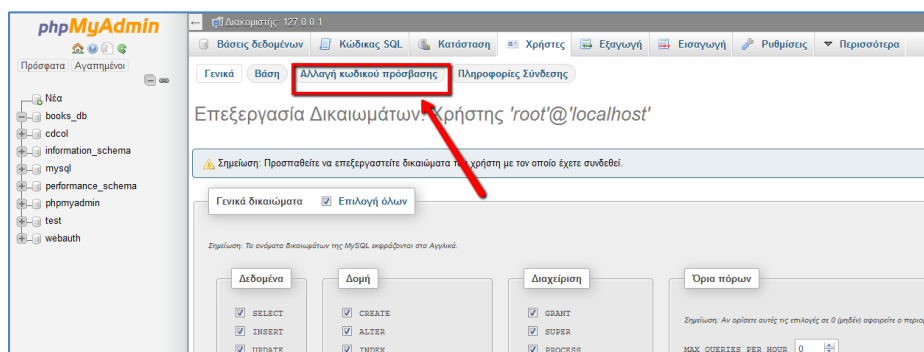 phpMyAdmin
Πρόσφατα Αγαπημένοι
Νέα
books_db
cdcol
information_schema
mysql
performance_schema
phpmyadmin
test
webauth
← Διακομιστής: 127.0.0.1
Βάσεις δεδομένων Κώδικας SQL Κατάσταση Χρήστες Εξαγωγή Εισαγωγή Ρυθμίσεις Περισσότερα
Γενικά Βάση Αλλαγή κωδικού πρόσβασης Πληροφορίες Σύνδεσης
Επεξεργασία Δικαιωμάτων: Χρήστης 'root'@'localhost'
Σημείωση: Προσπαθείτε να επεξεργαστείτε δικαιώματα του χρήστη με τον οποίο έχετε συνδεθεί.
Γενικά δικαιώματα Επιλογή όλων
Σημείωση: Τα ονόματα δικαιωμάτων της MySQL εκφράζονται στα Αγγλικά.
Δεδομένα Δομή Διαχείριση Όρια πόρων
SELECT CREATE GRANT
Σημείωση: Αν ορίσετε αυτές τις επιλογές σε 0 (μηδέν) αφαιρείτε ο
INSERT ALTER SUPER
UPDATE INDEX PROCESS MAX QUERIES PER HOUR 0